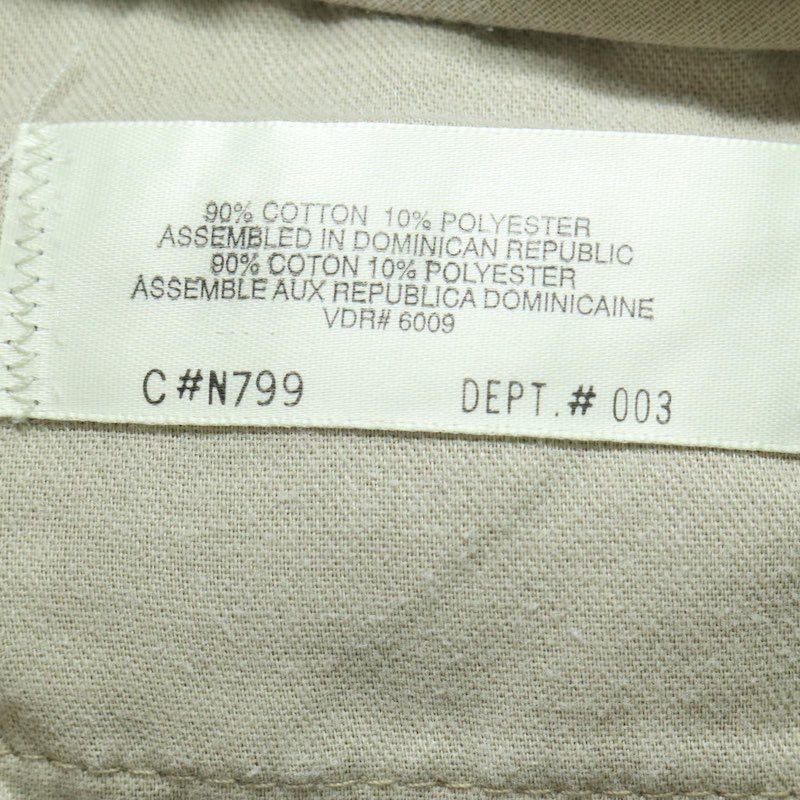 90% COTTON 10% POLYESTER
ASSEMBLED IN DOMINICAN REPUBLIC
90% COTON 10% POLYESTER
ASSEMBLE AUX REPUBLICA DOMINICAINE
VDR# 6009
C#N799 DEPT.# 003